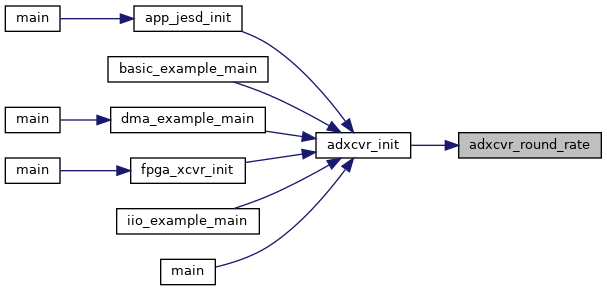 main
app_jesd_init
basic_example_main
main
dma_example_main
adxcvr_init
adxcvr_round_rate
main
fpga_xcvr_init
iio_example_main
main